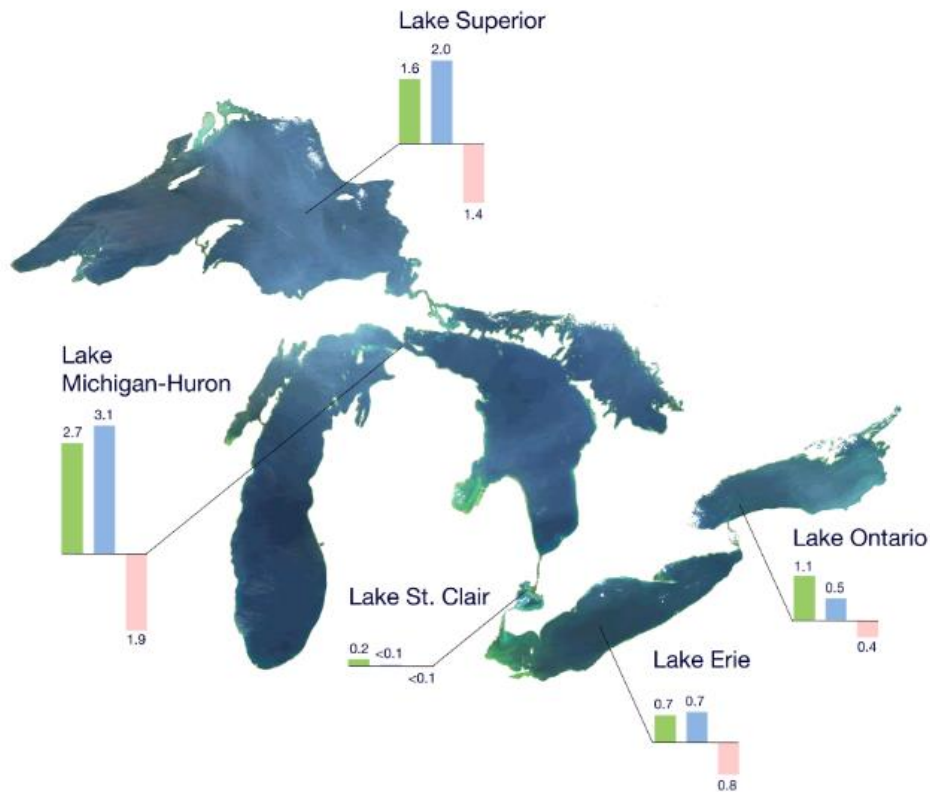 Lake Superior
1.6
2.0
1.4
Lake
Michigan-Huron
2.7
3.1
1.9
Lake St. Clair
0.2
<0.1
<0.1
Lake Ontario
1.1
0.5
0.4
Lake Erie
0.7
0.7
0.8